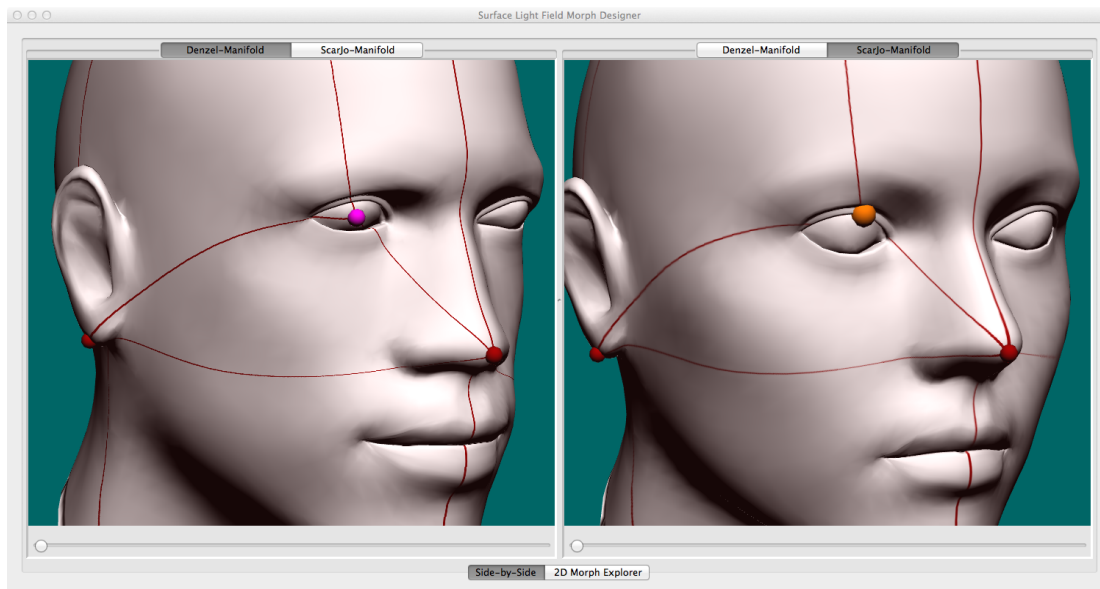 Surface Light Field Morph Designer
Denzel-Manifold ScarJo-Manifold
Denzel-Manifold ScarJo-Manifold
Side-by-Side 2D Morph Explorer